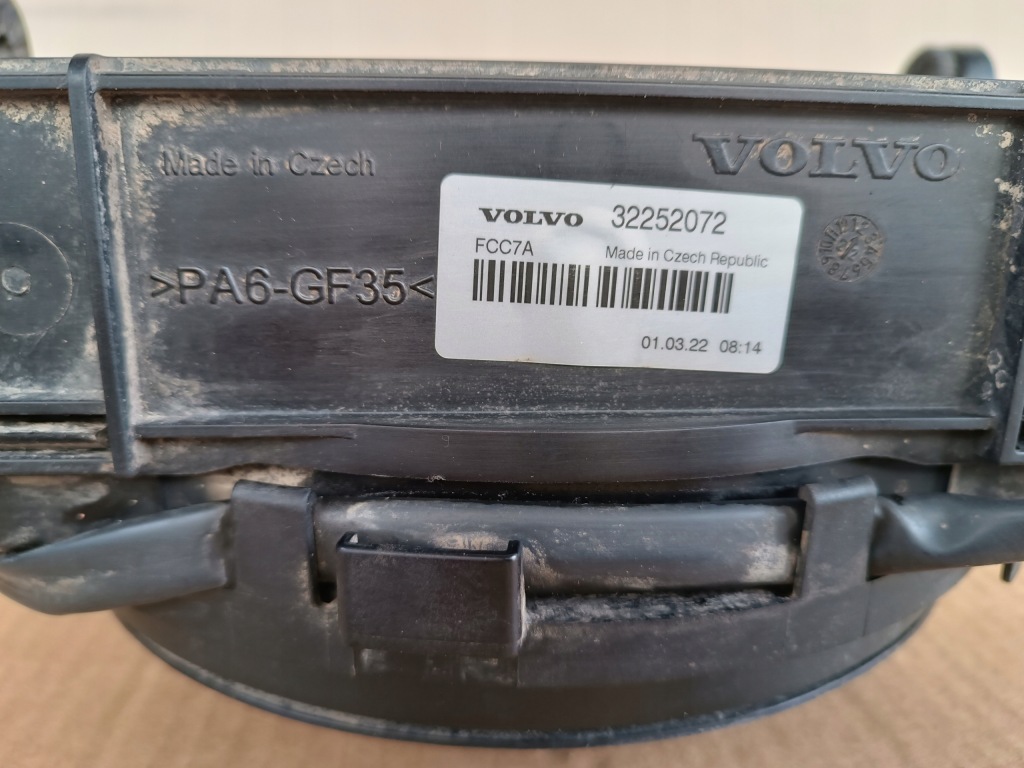 Made in Czech
VOLVO
>PA6-GF35<
VOLVO 32252072
FCC7A Made in Czech Republic
01.03.22 08:14